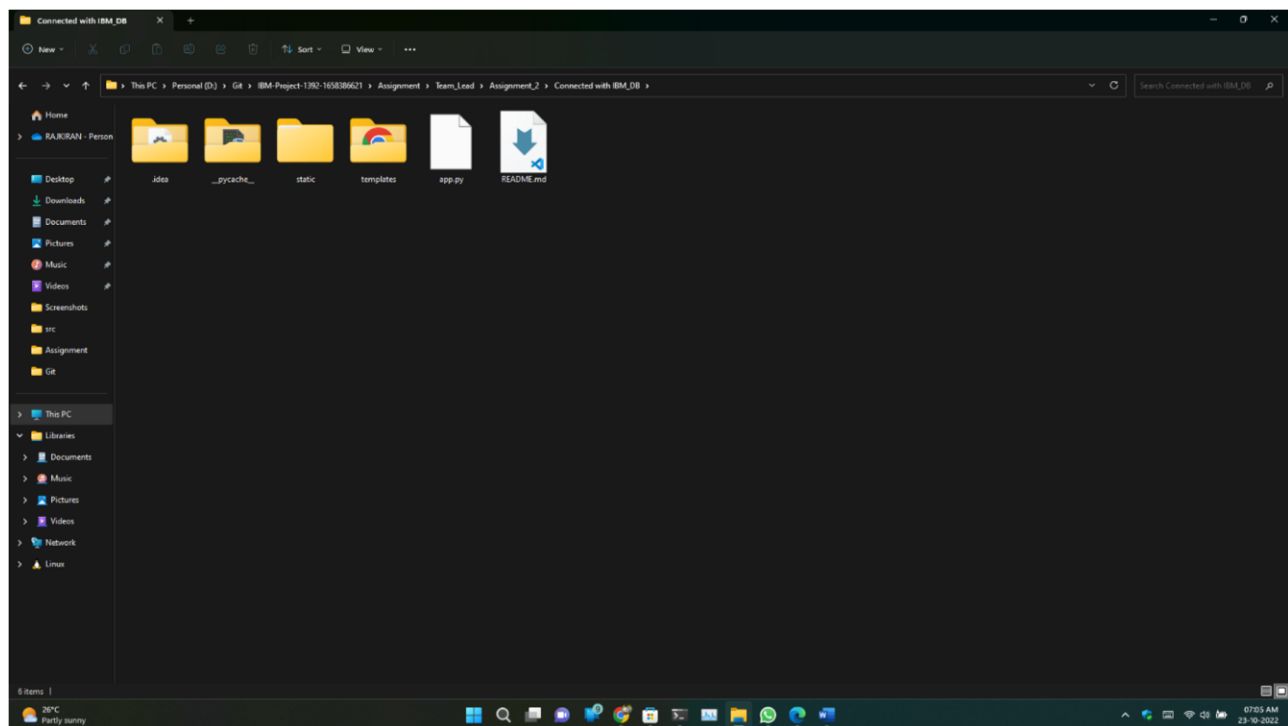 Connected with IBM_DB
New
Sort
View
This PC > Personal (D:) > Git > IBM-Project-1392-1658386621 > Assignment > Team_Lead > Assignment_2 > Connected with IBM_DB >
Search Connected with IBM_DB
Home
RAJKIRAN - Person
Desktop
Downloads
Documents
Pictures
Music
Videos
Screenshots
src
Assignment
Git
This PC
Libraries
Documents
Music
Pictures
Videos
Network
Linux
.idea
__pycache__
static
templates
app.py
README.md
6 items
26°C
Partly sunny
07:05 AM
23-10-2022